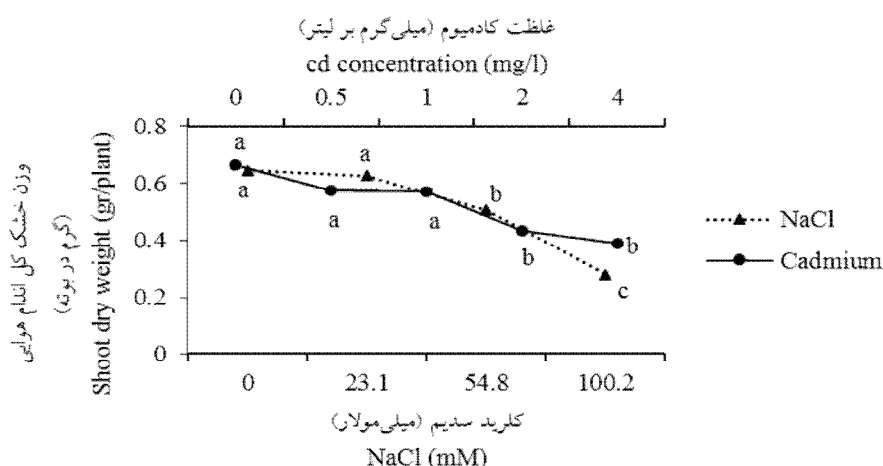 غلظت کادمیوم (میلی‌گرم بر لیتر)
cd concentration (mg/l)
0 0.5 1 2 4
وزن خشک کل اندام هوایی
(گرم در بوته)
Shoot dry weight (gr/plant)
0.8
0.6
0.4
0.2
0
a a
a a a b
b b
c
NaCl
Cadmium
0 23.1 54.8 100.2
کلرید سدیم (میلی‌مولار)
NaCl (mM)